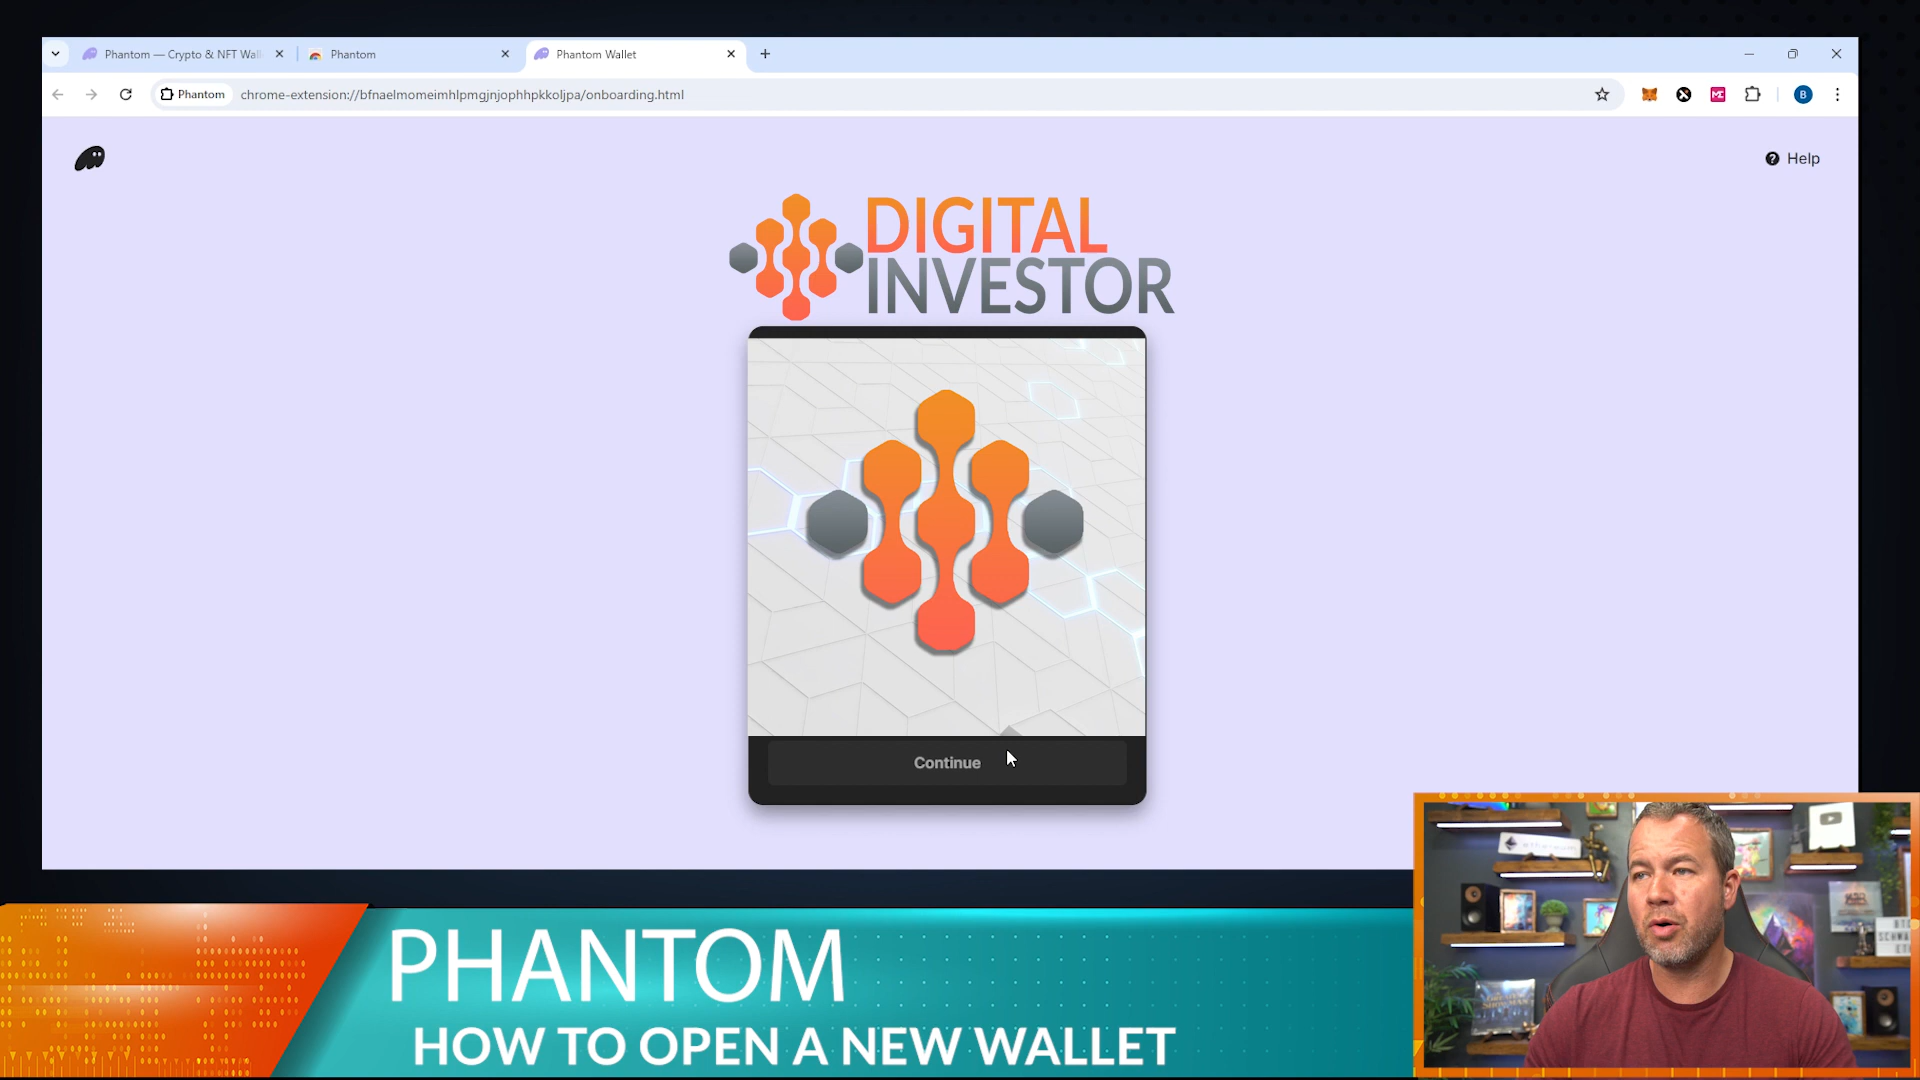 Phantom — Crypto & NFT Wall
Phantom
Phantom Wallet
Phantom
chrome-extension://bfnaelmomeimhlpmgjnjophhpkkoljpa/onboarding.html
B
Help
DIGITAL
INVESTOR
Continue
ethereum
PHANTOM
HOW TO OPEN A NEW WALLET